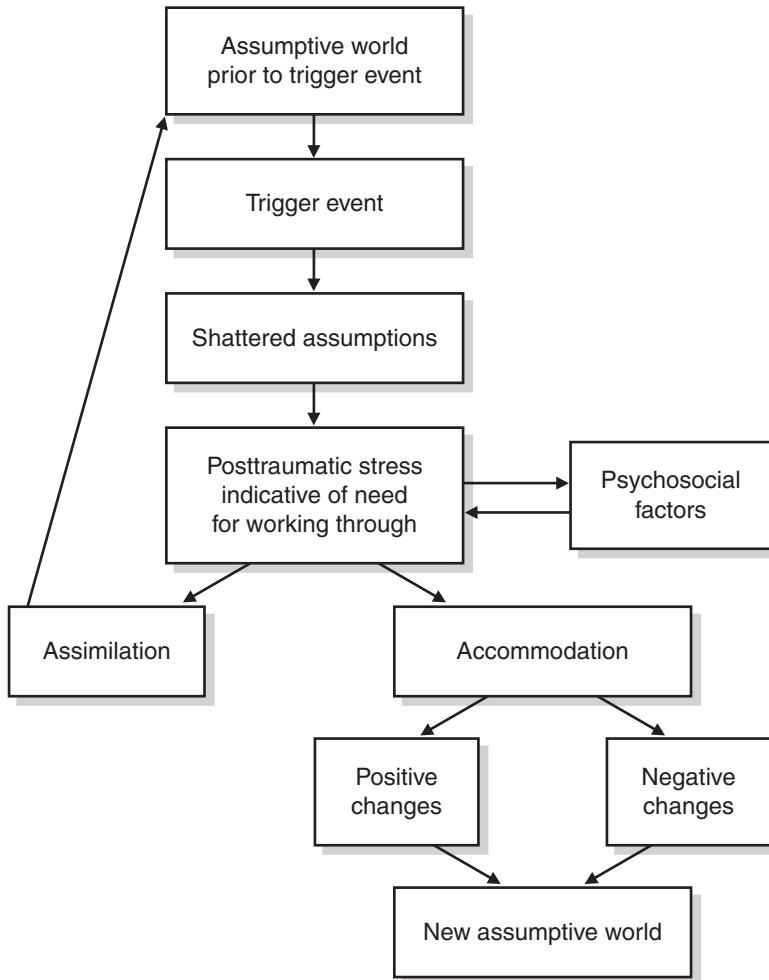 Assumptive world
prior to trigger event
Trigger event
Shattered assumptions
Posttraumatic stress
indicative of need
for working through
Psychosocial
factors
Assimilation
Accommodation
Positive
changes
Negative
changes
New assumptive world